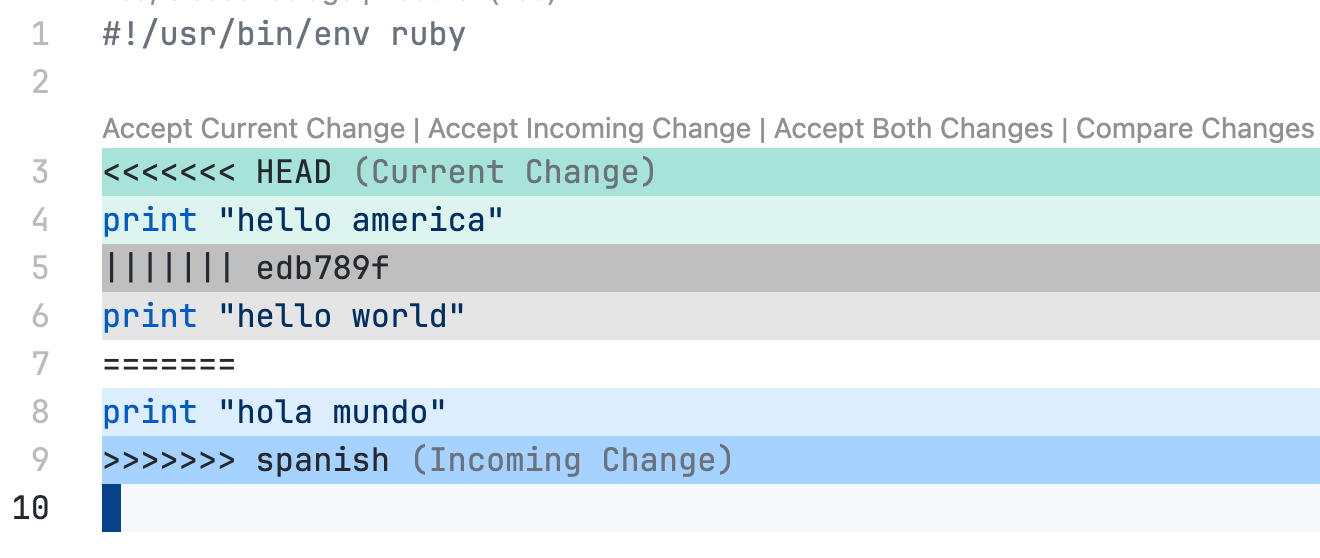 1 #!/usr/bin/env ruby
2
Accept Current Change | Accept Incoming Change | Accept Both Changes | Compare Changes
3 <<<<<<< HEAD (Current Change)
4 print "hello america"
5 ||||||| edb789f
6 print "hello world"
7 =======
8 print "hola mundo"
9 >>>>>>> spanish (Incoming Change)
10